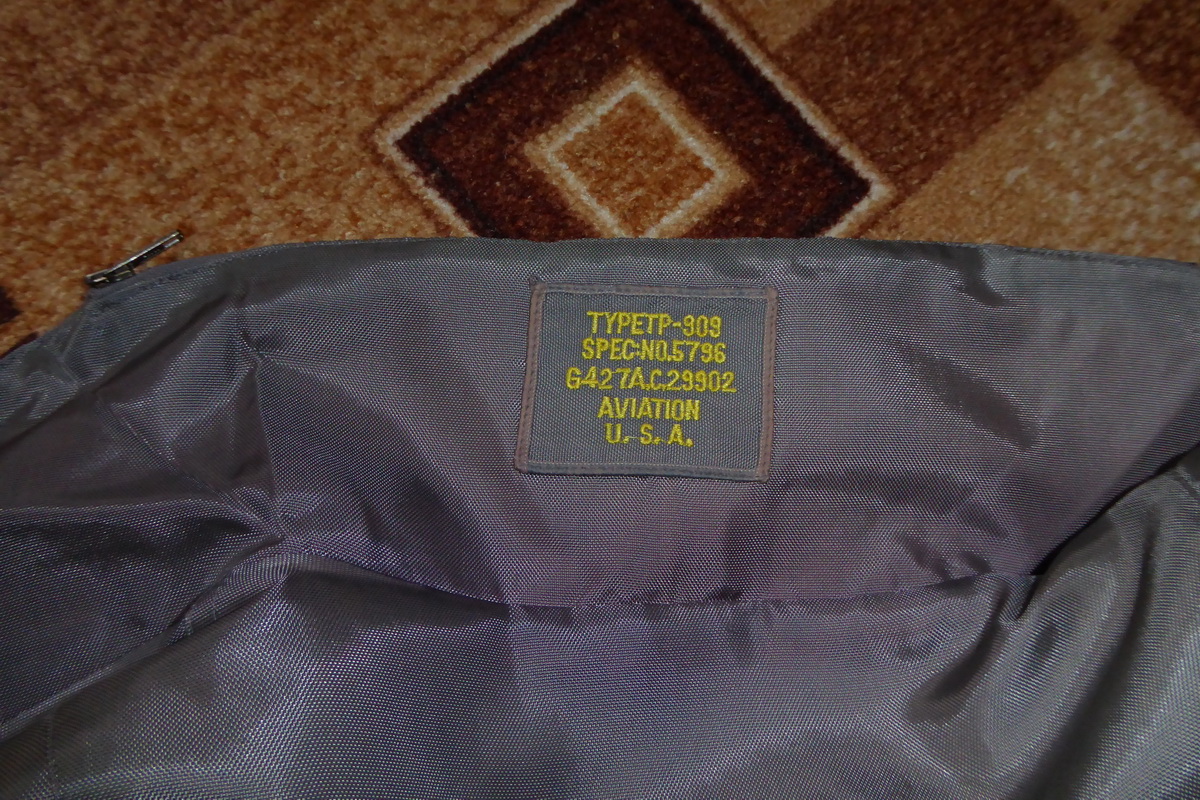 TYPETP-909
SPEC:NO.5796
G427A.C.29902
AVIATION
U.S.A.